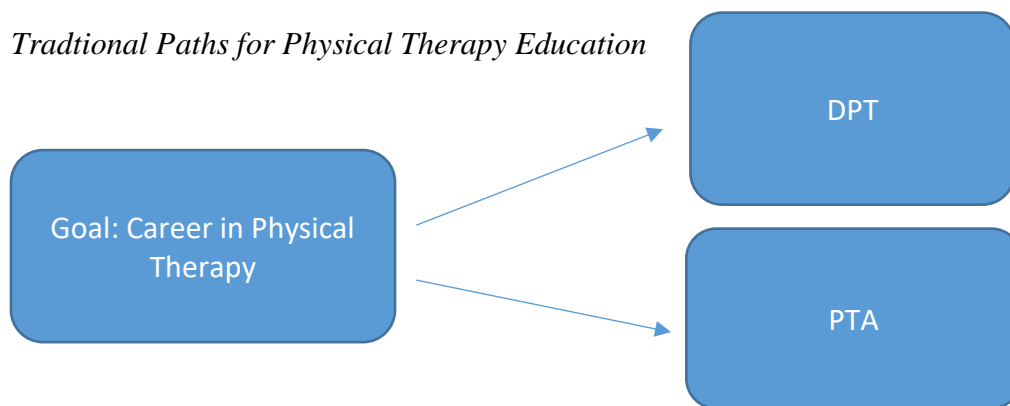 Tradtional Paths for Physical Therapy Education
DPT
Goal: Career in Physical
Therapy
PTA